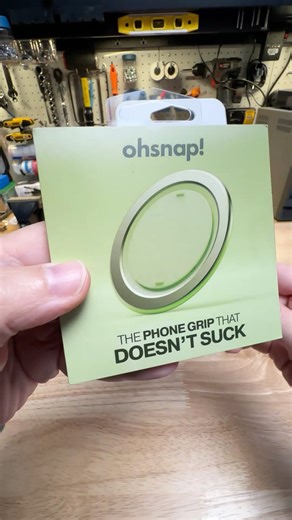 ohsnap!
THE PHONE GRIP THAT
DOESN'T SUCK